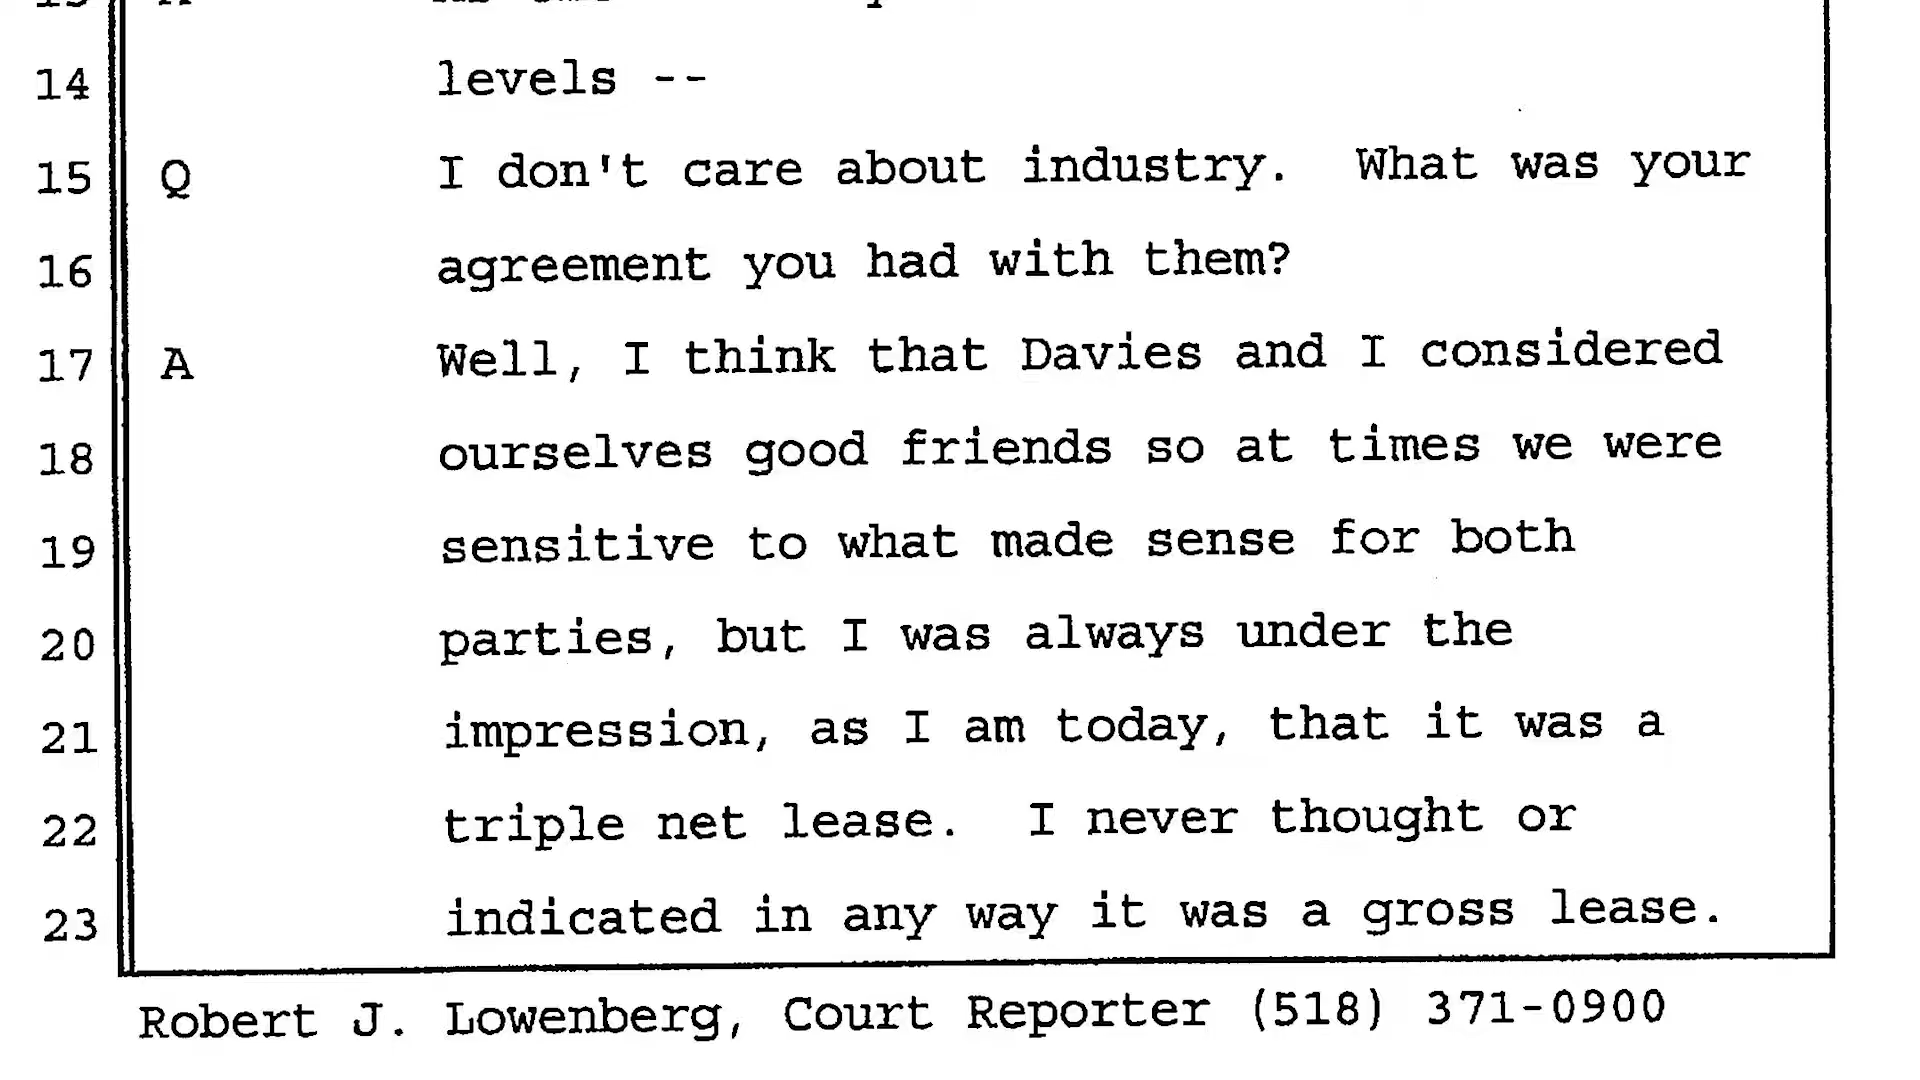 14 levels --
15 Q I don't care about industry. What was your
16 agreement you had with them?
17 A Well, I think that Davies and I considered
18 ourselves good friends so at times we were
19 sensitive to what made sense for both
20 parties, but I was always under the
21 impression, as I am today, that it was a
22 triple net lease. I never thought or
23 indicated in any way it was a gross lease.
Robert J. Lowenberg, Court Reporter (518) 371-0900